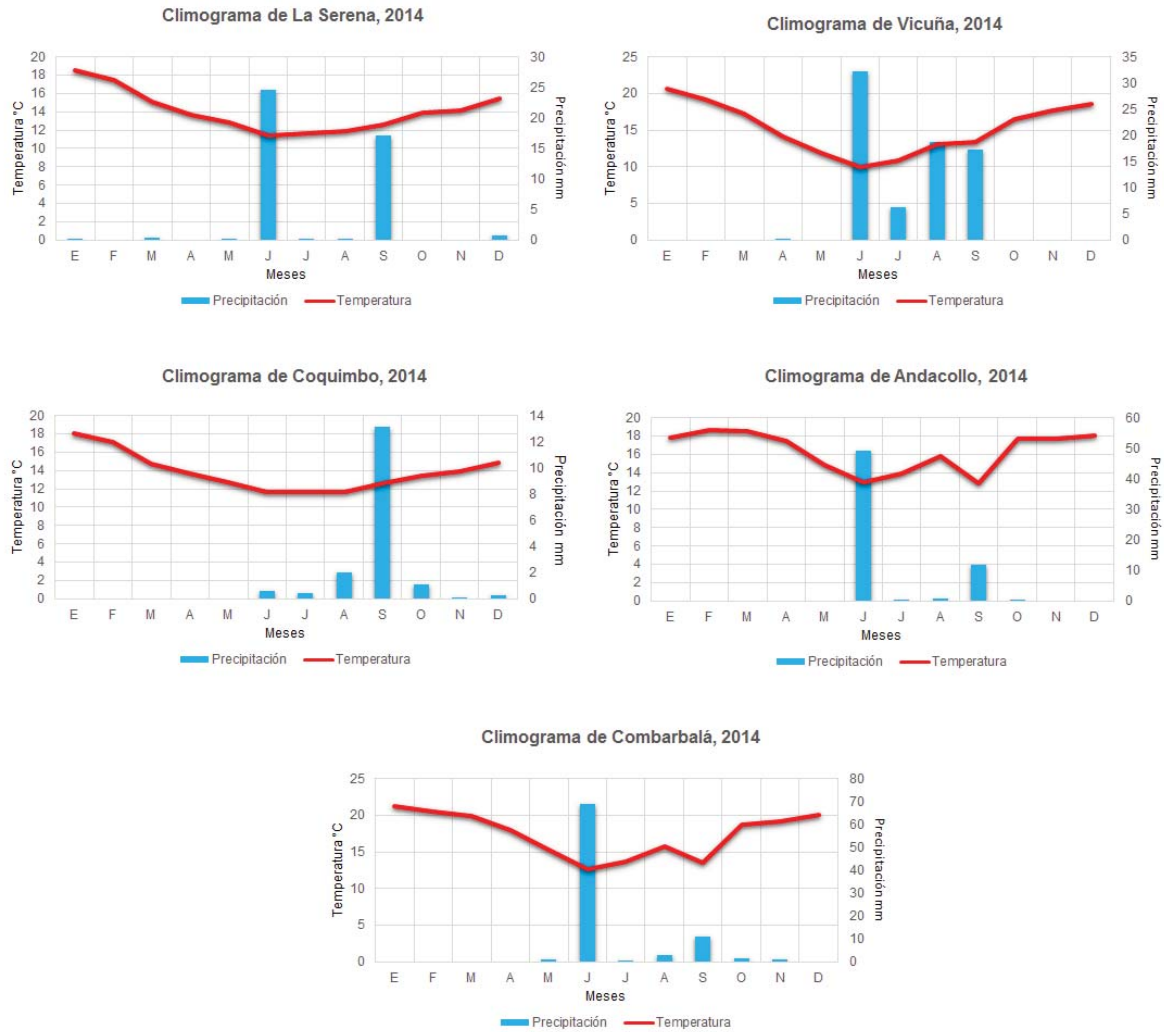 Climograma de La Serena, 2014
Temperatura °C
20
18
16
14
12
10
8
6
4
2
0
30
25
20
15
10
5
0
Precipitación mm
E F M A M J J A S O N D
Meses
Precipitación Temperatura
Climograma de Vicuña, 2014
Temperatura °C
25
20
15
10
5
0
35
30
25
20
15
10
5
0
Precipitación mm
E F M A M J J A S O N D
Meses
Precipitación Temperatura
Climograma de Coquimbo, 2014
Temperatura °C
20
18
16
14
12
10
8
6
4
2
0
14
12
10
8
6
4
2
0
Precipitación mm
E F M A M J J A S O N D
Meses
Precipitación Temperatura
Climograma de Andacollo, 2014
Temperatura °C
20
18
16
14
12
10
8
6
4
2
0
60
50
40
30
20
10
0
Precipitación mm
E F M A M J J A S O N D
Meses
Precipitación Temperatura
Climograma de Combarbalá, 2014
Temperatura °C
25
20
15
10
5
0
80
70
60
50
40
30
20
10
0
Precipitación mm
E F M A M J J A S O N D
Meses
Precipitación Temperatura